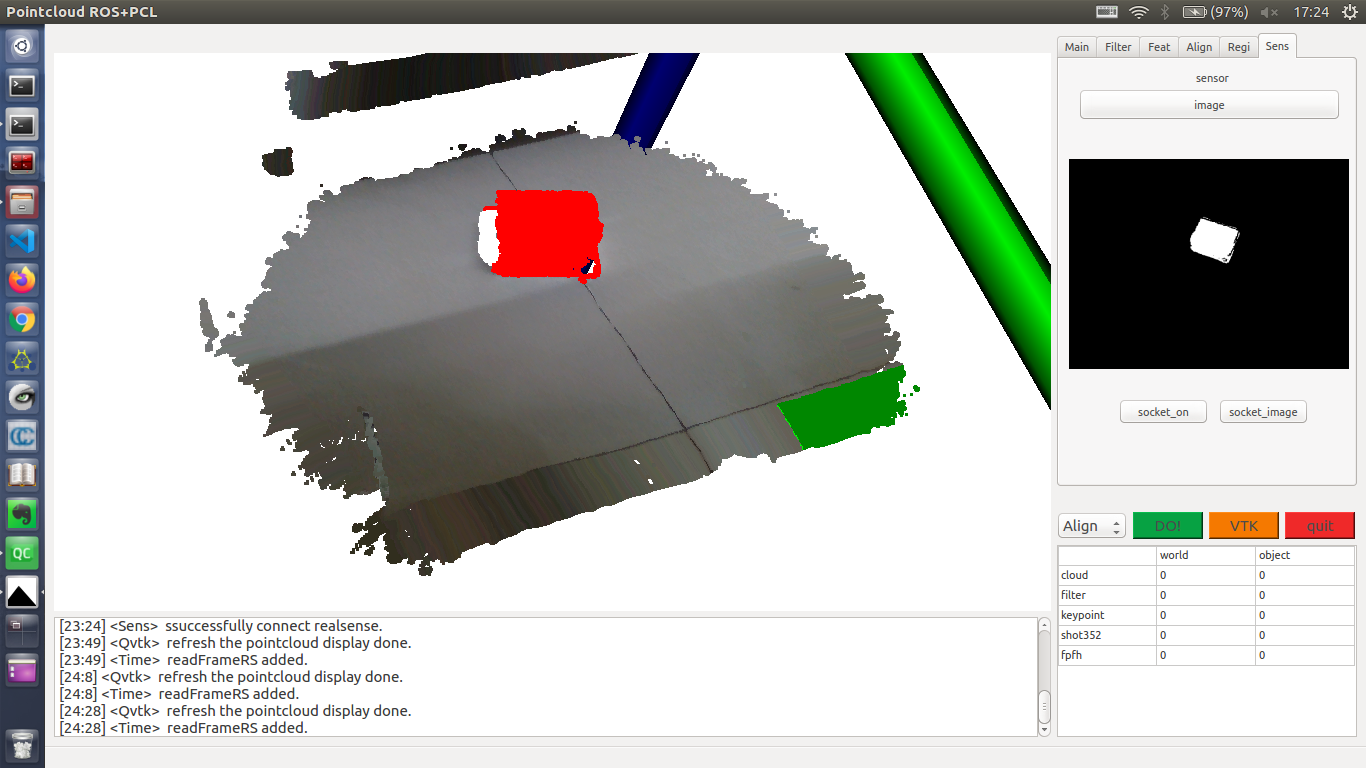 Pointcloud ROS+PCL
(97%) 17:24
Main Filter Feat Align Regi Sens
sensor
image
socket_on socket_image
Align DO! VTK quit
world object
cloud 0 0
filter 0 0
keypoint 0 0
shot352 0 0
fpfh 0 0
[23:24] <Sens> ssuccessfully connect realsense.
[23:49] <Qvtk> refresh the pointcloud display done.
[23:49] <Time> readFrameRS added.
[24:8] <Qvtk> refresh the pointcloud display done.
[24:8] <Time> readFrameRS added.
[24:28] <Qvtk> refresh the pointcloud display done.
[24:28] <Time> readFrameRS added.
QC